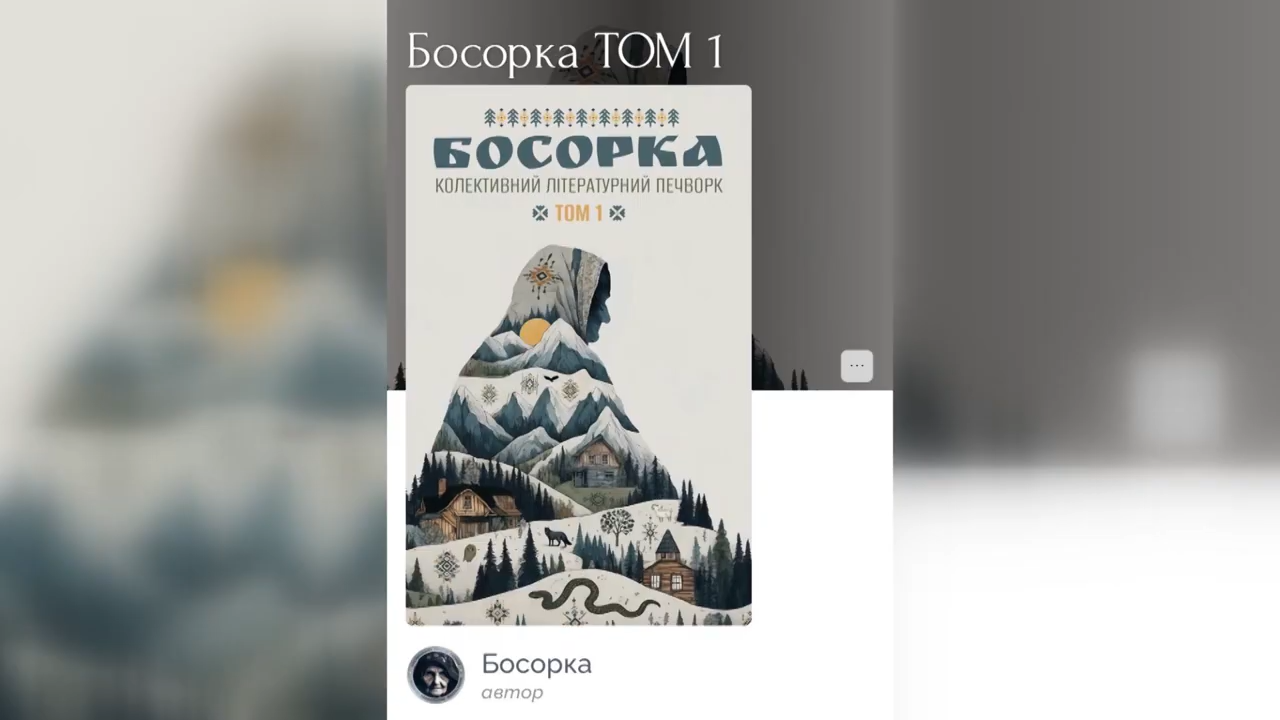 Босорка ТОМ 1
БОСОРКА
КОЛЕКТИВНИЙ ЛІТЕРАТУРНИЙ ПЕЧВОРК
ТОМ 1
Босорка
автор